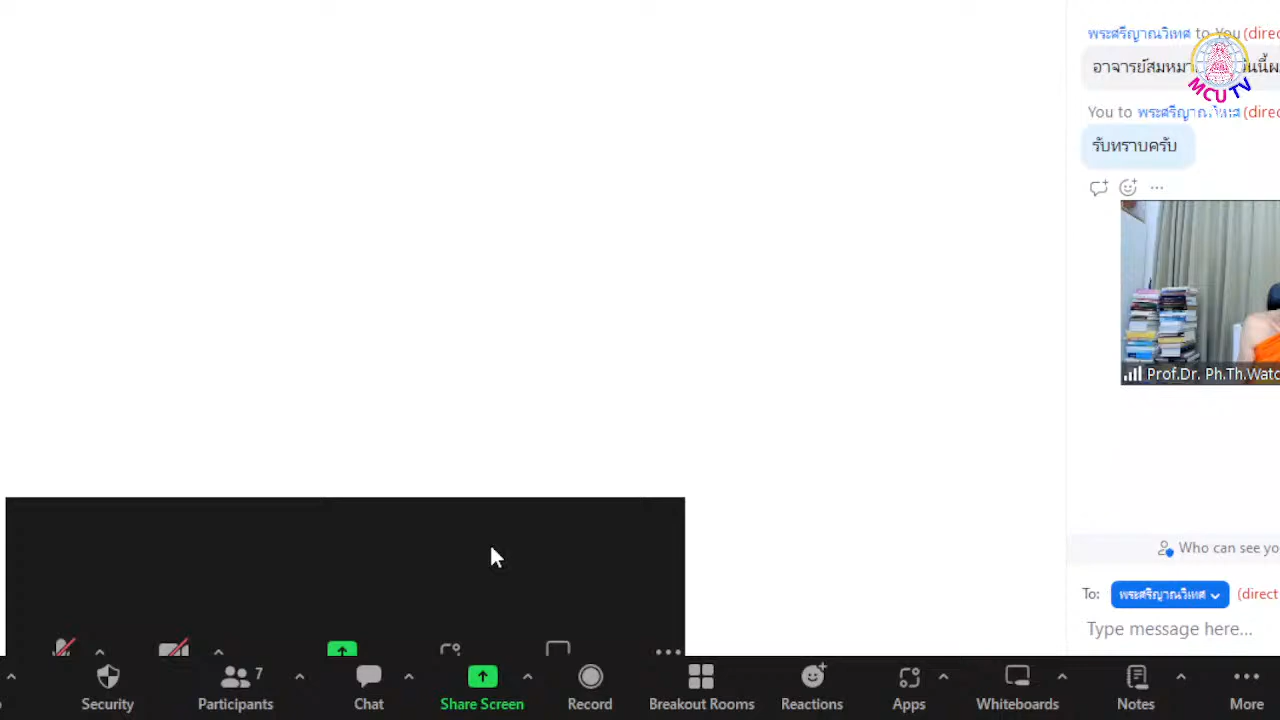 พระศรีญาณวิเทศ to You (direc
อาจารย์สมหมา
MCU TV
You to พระศรีญาณวิเทศ (direc
รับทราบครับ
Prof.Dr. Ph.Th.Watc
Who can see yo
To: พระศรีญาณวิเทศ (direct
Type message here...
Security
Participants 7
Chat
Share Screen
Record
Breakout Rooms
Reactions
Apps
Whiteboards
Notes
More